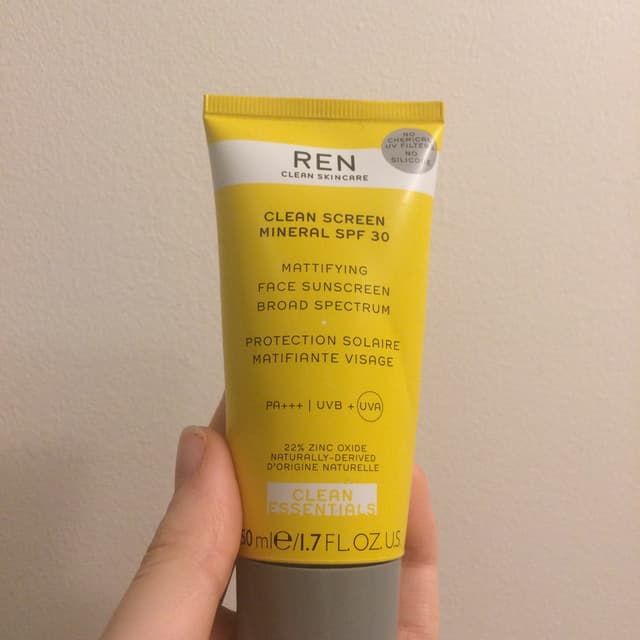 NO
CHEMICAL
UV FILTERS
NO
SILICONE
REN
CLEAN SKINCARE
CLEAN SCREEN
MINERAL SPF 30
MATTIFYING
FACE SUNSCREEN
BROAD SPECTRUM
PROTECTION SOLAIRE
MATIFIANTE VISAGE
PA+++ | UVB + UVA
22% ZINC OXIDE
NATURALLY-DERIVED
D'ORIGINE NATURELLE
CLEAN
ESSENTIALS
50 ml e/1.7 FL.OZ.U.S.